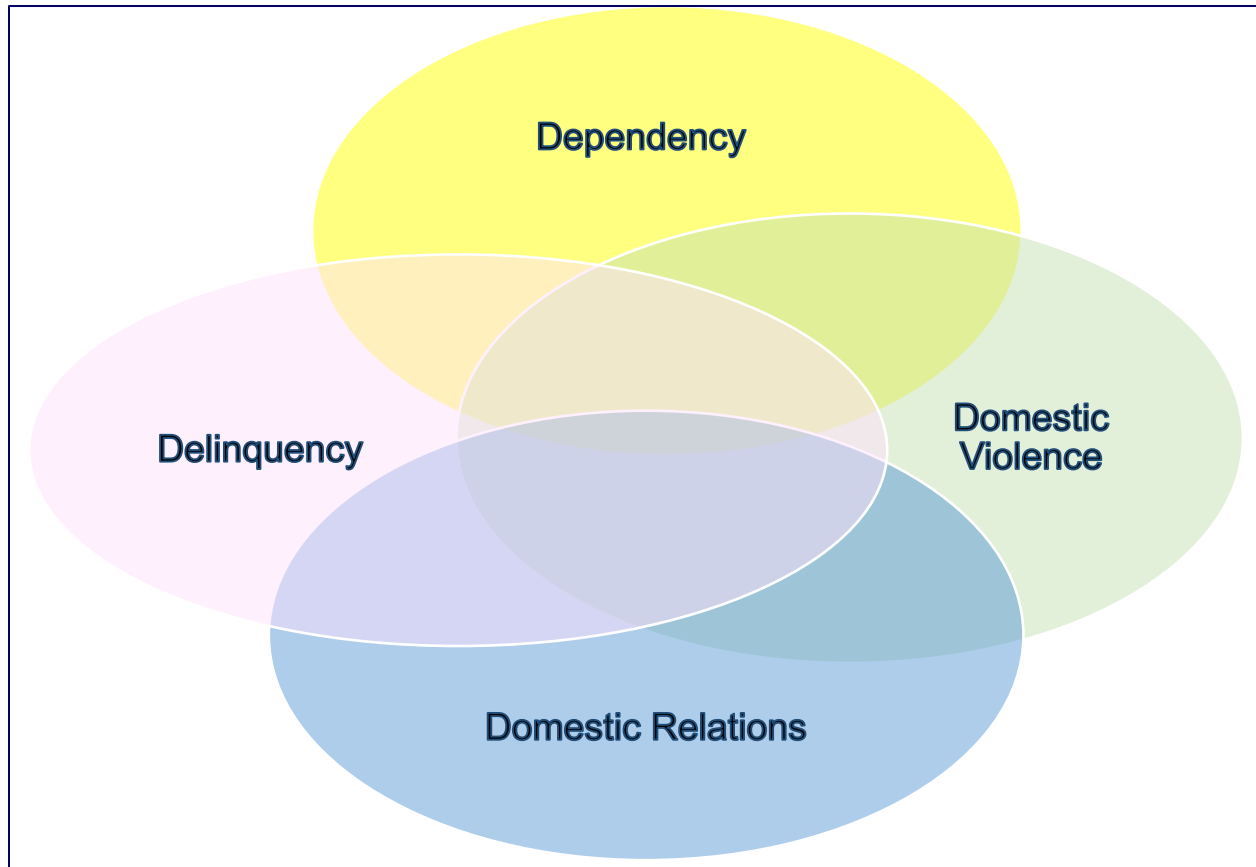 Dependency
Domestic
Violence
Delinquency
Domestic Relations